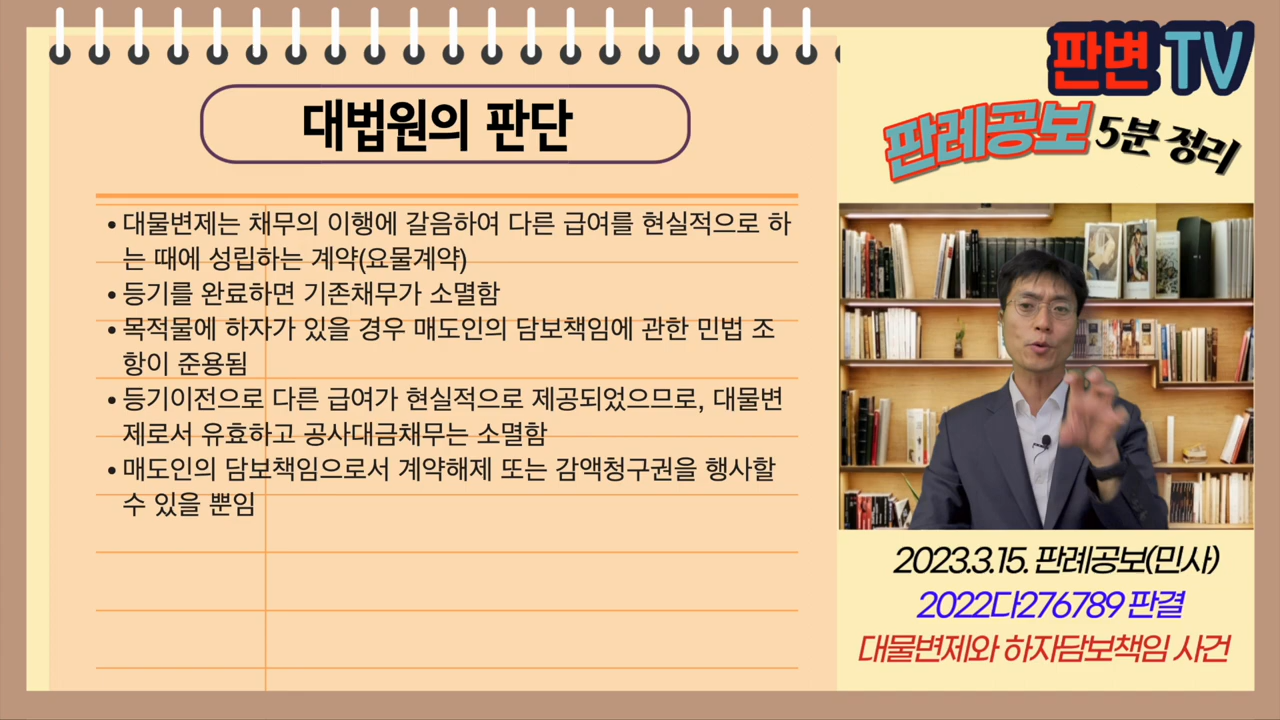 판변 TV
판례공보 5분 정리
대법원의 판단
• 대물변제는 채무의 이행에 갈음하여 다른 급여를 현실적으로 하
는 때에 성립하는 계약(요물계약)
• 등기를 완료하면 기존채무가 소멸함
• 목적물에 하자가 있을 경우 매도인의 담보책임에 관한 민법 조
항이 준용됨
• 등기이전으로 다른 급여가 현실적으로 제공되었으므로, 대물변
제로서 유효하고 공사대금채무는 소멸함
• 매도인의 담보책임으로서 계약해제 또는 감액청구권을 행사할
수 있을 뿐임
2023.3.15. 판례공보(민사)
2022다276789 판결
대물변제와 하자담보책임 사건